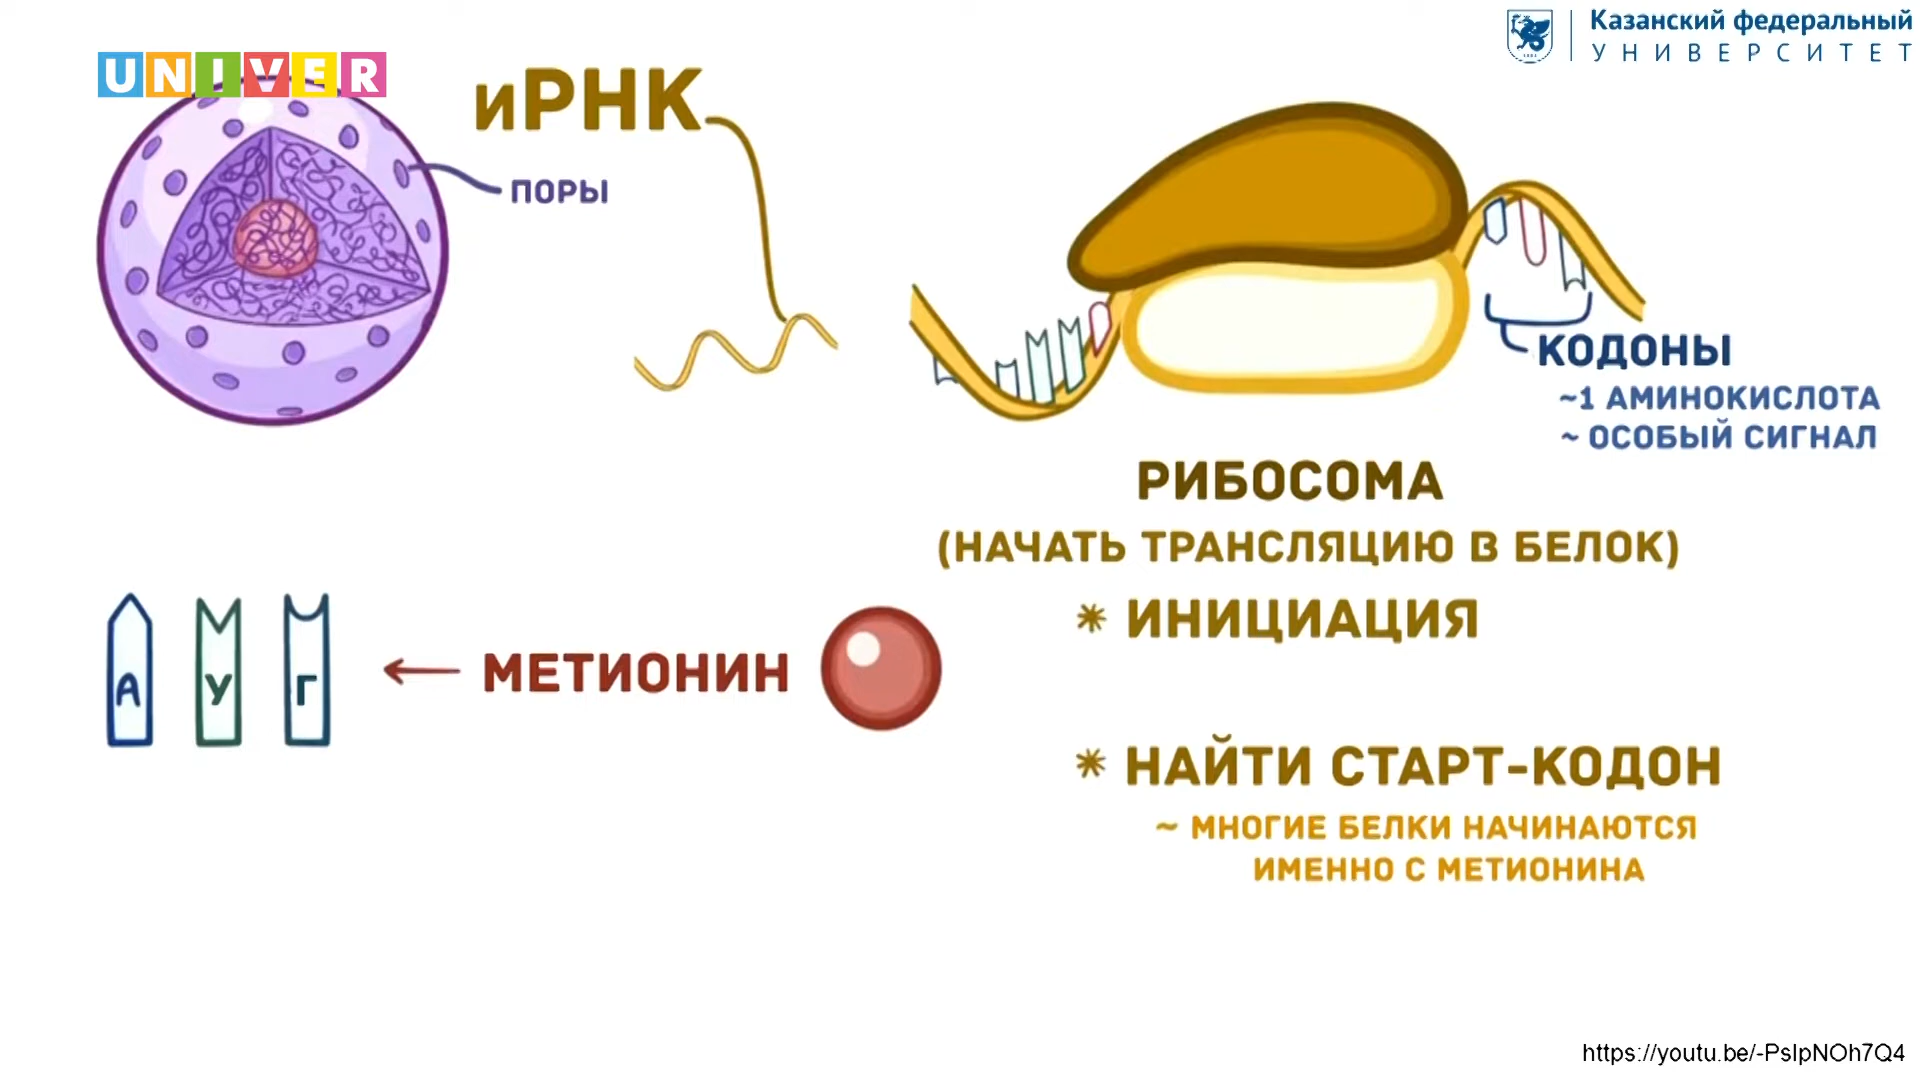 UNIVER
Казанский федеральный
УНИВЕРСИТЕТ
иРНК
ПОРЫ
КОДОНЫ
~1 АМИНОКИСЛОТА
~ ОСОБЫЙ СИГНАЛ
РИБОСОМА
(НАЧАТЬ ТРАНСЛЯЦИЮ В БЕЛОК)
* ИНИЦИАЦИЯ
А У Г
← МЕТИОНИН
* НАЙТИ СТАРТ-КОДОН
~ МНОГИЕ БЕЛКИ НАЧИНАЮТСЯ
ИМЕННО С МЕТИОНИНА
https://youtu.be/-PsIpNOh7Q4